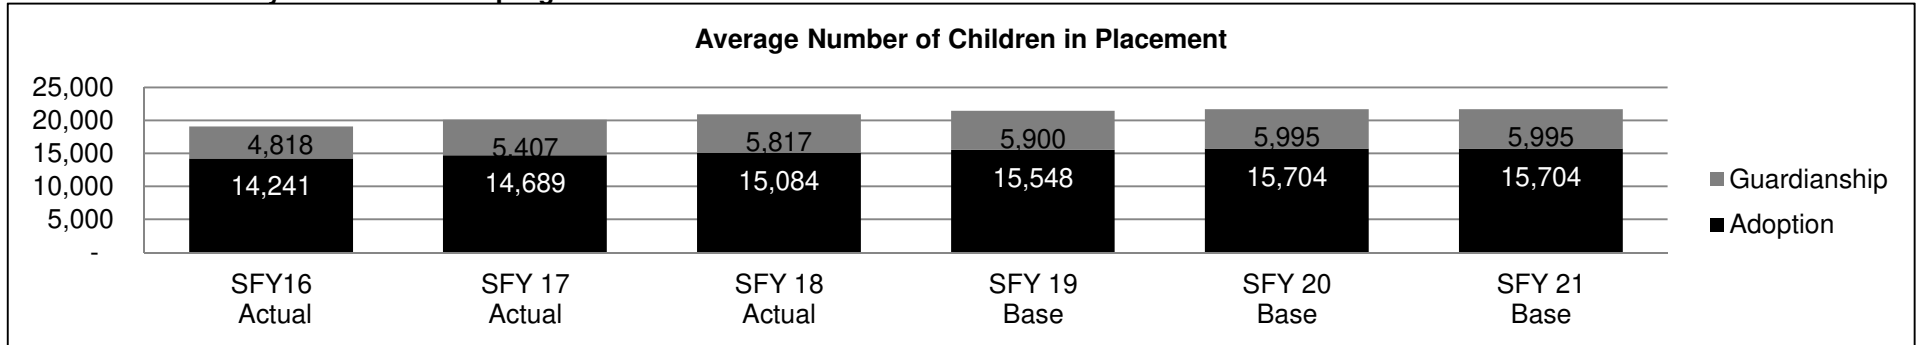 Average Number of Children in Placement
25,000
20,000
15,000
10,000
5,000
-
4,818 5,407 5,817 5,900 5,995 5,995
14,241 14,689 15,084 15,548 15,704 15,704
Guardianship
Adoption
SFY16 SFY 17 SFY 18 SFY 19 SFY 20 SFY 21
Actual Actual Actual Base Base Base